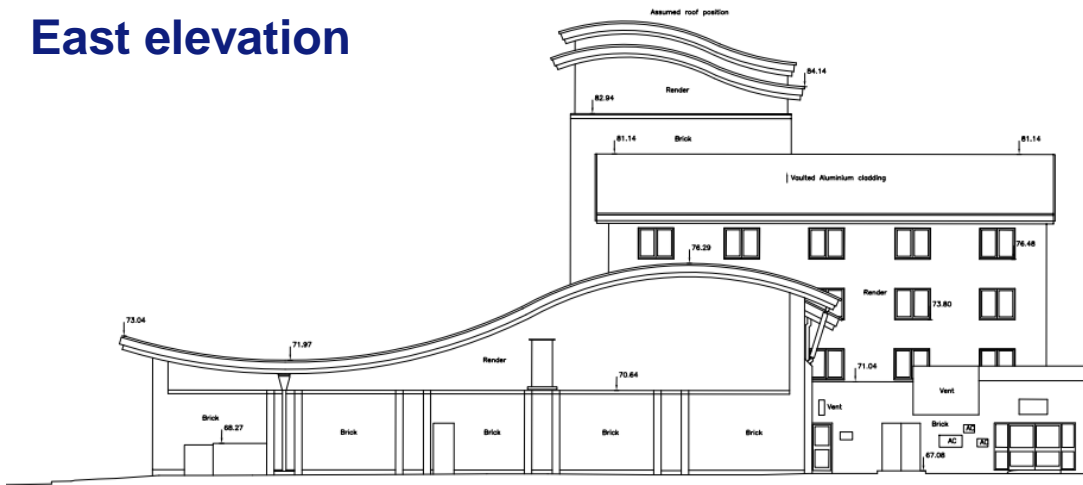 East elevation
Assumed roof position
84.14
Render
82.94
Brick
81.14
81.14
Vaulted Aluminium cladding
76.48
76.29
Render
73.80
73.04
71.97
Render
71.04
70.64
Vent
Vent
Brick
68.27
Brick
Brick
Brick
Brick
Brick
AC
AC
AC
67.08